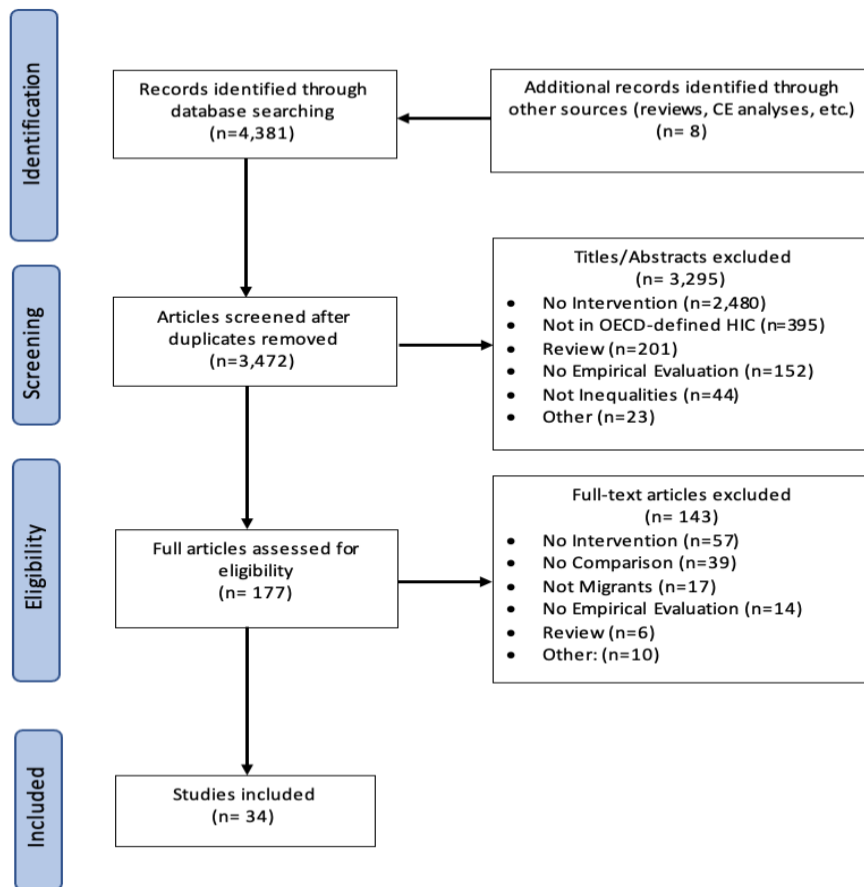 Identification
Records identified through
database searching
(n=4,381)
Additional records identified through
other sources (reviews, CE analyses, etc.)
(n= 8)
Screening
Articles screened after
duplicates removed
(n=3,472)
Titles/Abstracts excluded
(n= 3,295)
• No Intervention (n=2,480)
• Not in OECD-defined HIC (n=395)
• Review (n=201)
• No Empirical Evaluation (n=152)
• Not Inequalities (n=44)
• Other (n=23)
Eligibility
Full articles assessed for
eligibility
(n= 177)
Full-text articles excluded
(n= 143)
• No Intervention (n=57)
• No Comparison (n=39)
• Not Migrants (n=17)
• No Empirical Evaluation (n=14)
• Review (n=6)
• Other: (n=10)
Included
Studies included
(n= 34)